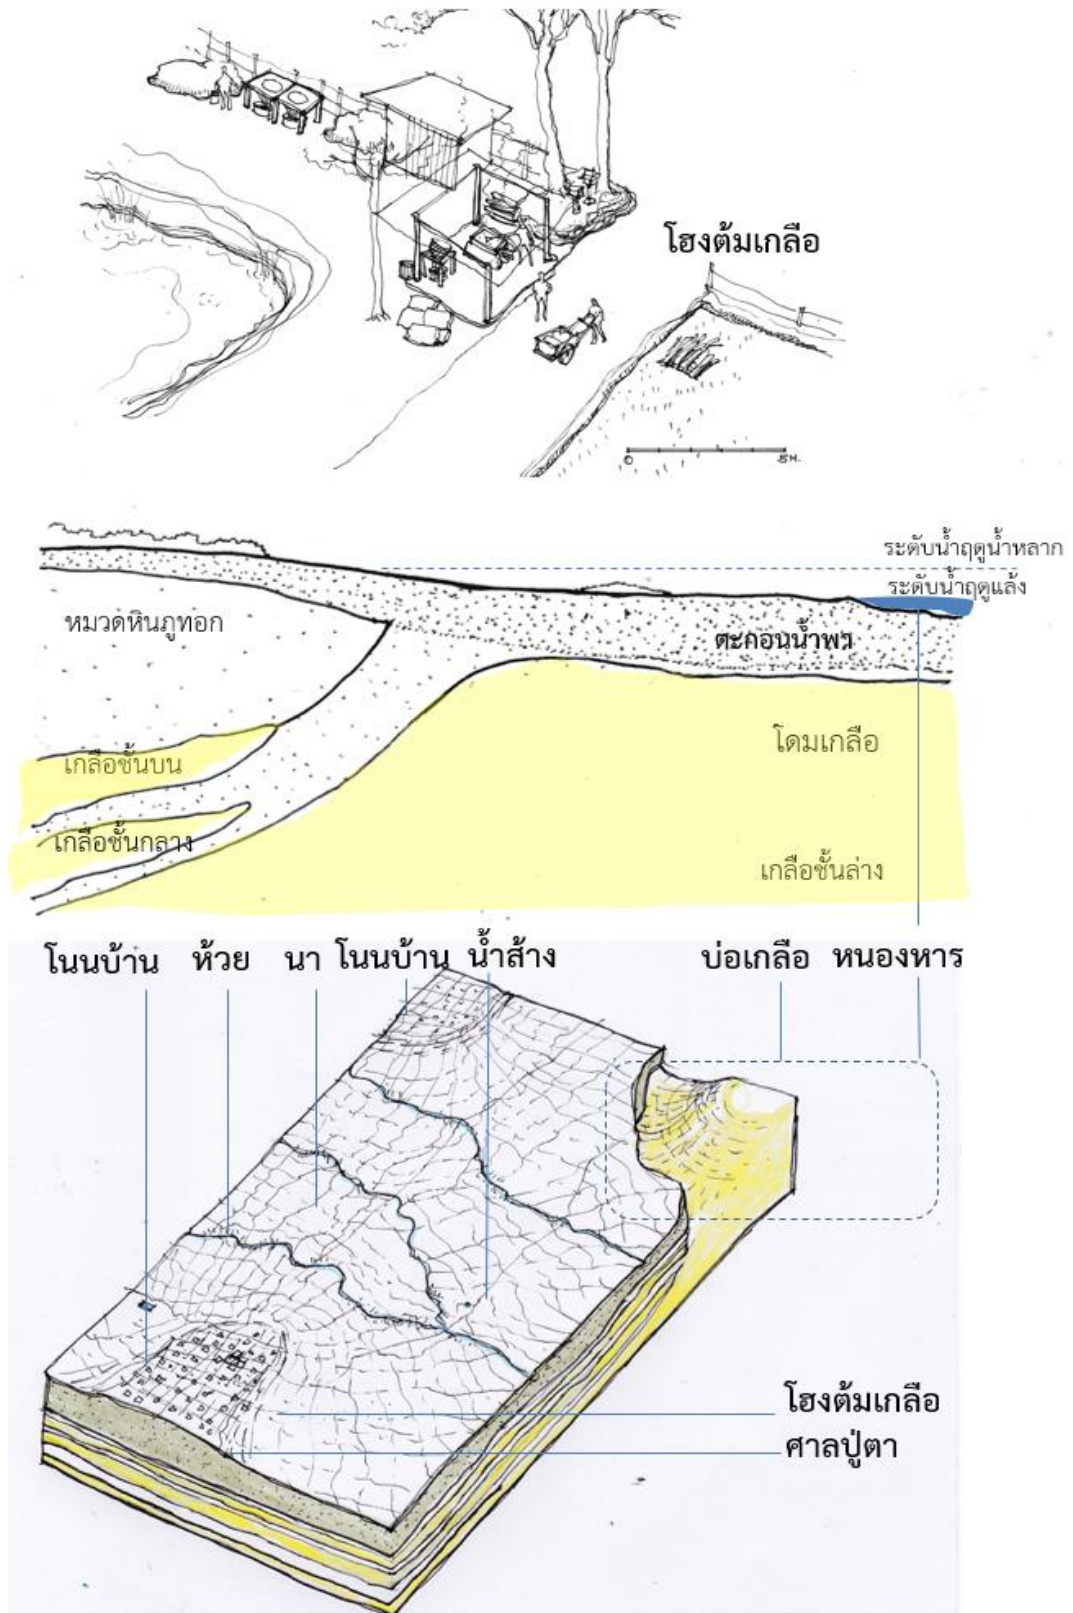 โฮงต้มเกลือ
0 5M.
ระดับน้ำฤดูน้ำหลาก
ระดับน้ำฤดูแล้ง
หมวดหินภูทอก
ตะกอนน้ำพา
เกลือชั้นบน
โดมเกลือ
เกลือชั้นกลาง
เกลือชั้นล่าง
โนนบ้าน ห้วย นา โนนบ้าน น้ำส้าง บ่อเกลือ หนองหาร
โฮงต้มเกลือ
ศาลปู่ตา